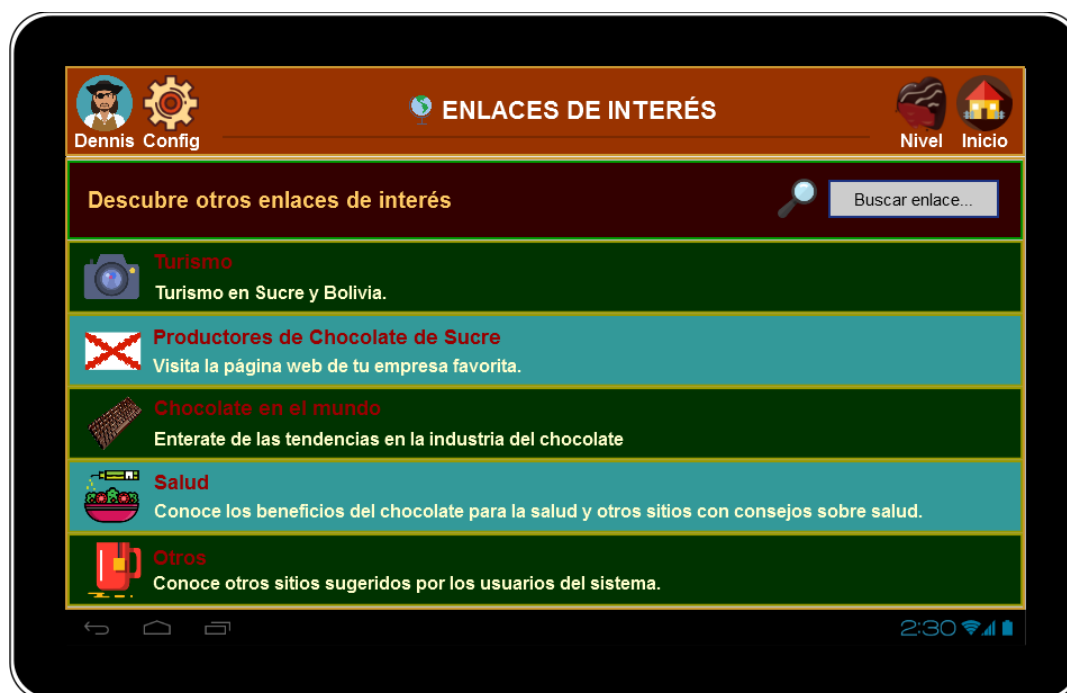 ENLACES DE INTERÉS
Dennis Config
Nivel Inicio
Descubre otros enlaces de interés
Buscar enlace...
Turismo
Turismo en Sucre y Bolivia.
Productores de Chocolate de Sucre
Visita la página web de tu empresa favorita.
Chocolate en el mundo
Enterate de las tendencias en la industria del chocolate
Salud
Conoce los beneficios del chocolate para la salud y otros sitios con consejos sobre salud.
Otros
Conoce otros sitios sugeridos por los usuarios del sistema.
2:30